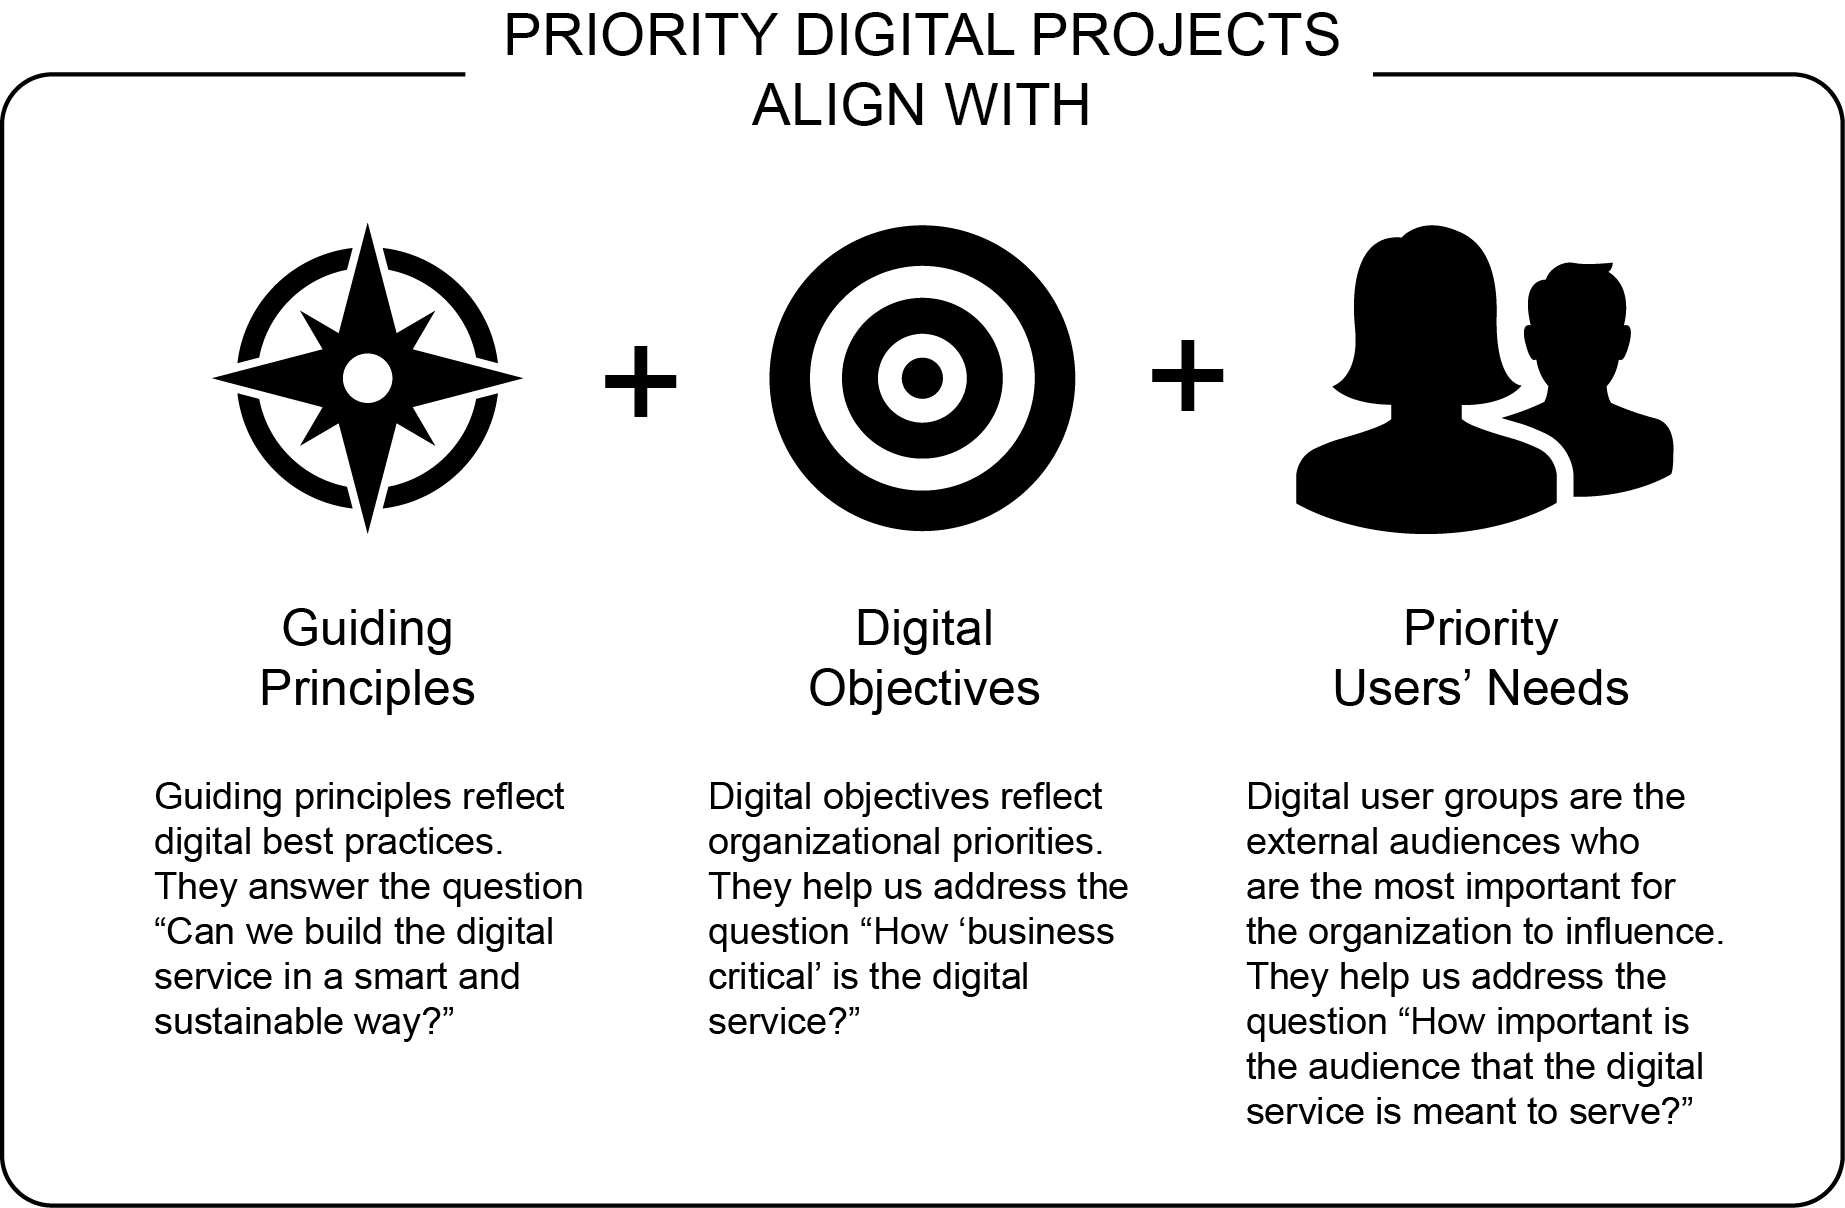 PRIORITY DIGITAL PROJECTS
ALIGN WITH
+
+
Guiding
Principles
Guiding principles reflect
digital best practices.
They answer the question
“Can we build the digital
service in a smart and
sustainable way?”
Digital
Objectives
Digital objectives reflect
organizational priorities.
They help us address the
question “How ‘business
critical’ is the digital
service?”
Priority
Users’ Needs
Digital user groups are the
external audiences who
are the most important for
the organization to influence.
They help us address the
question “How important is
the audience that the digital
service is meant to serve?”